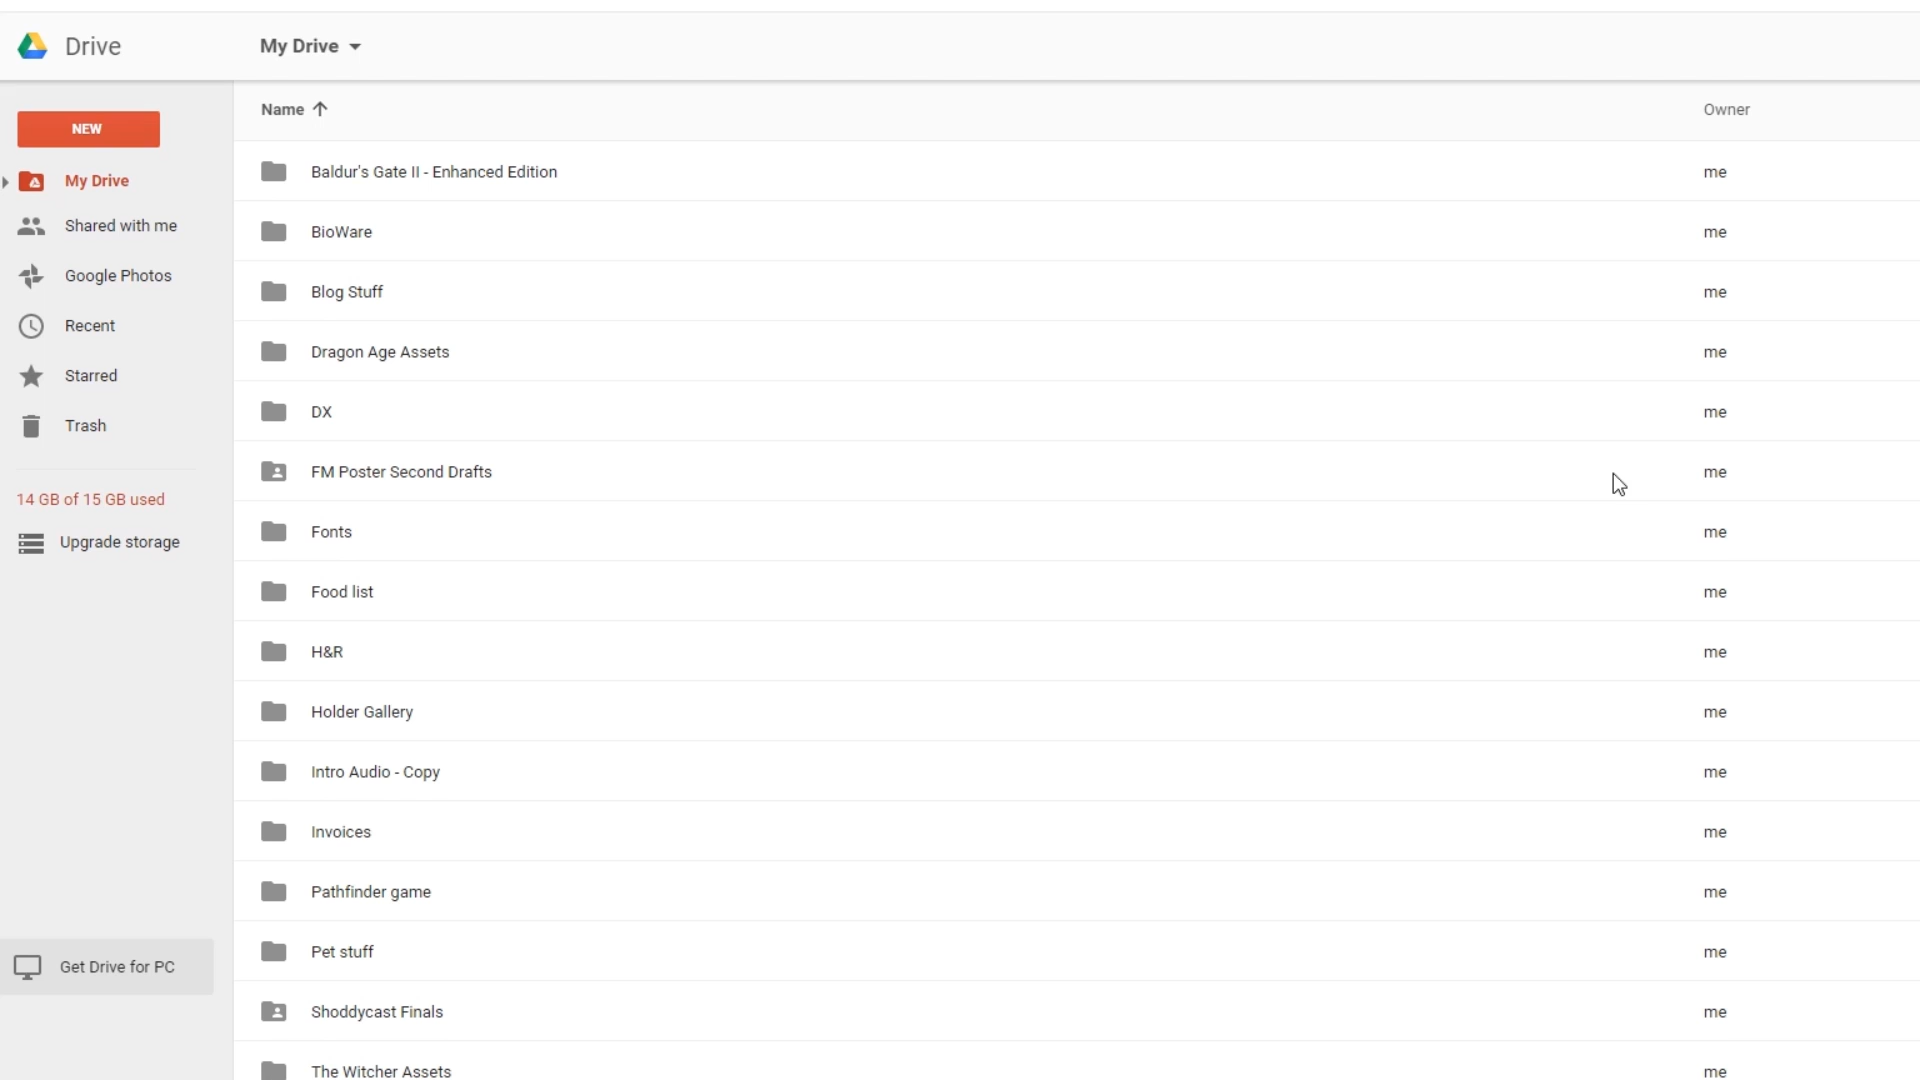 Drive
My Drive
Name
Owner
NEW
My Drive
Shared with me
Google Photos
Recent
Starred
Trash
14 GB of 15 GB used
Upgrade storage
Get Drive for PC
Baldur's Gate II - Enhanced Edition me
BioWare me
Blog Stuff me
Dragon Age Assets me
DX me
FM Poster Second Drafts me
Fonts me
Food list me
H&R me
Holder Gallery me
Intro Audio - Copy me
Invoices me
Pathfinder game me
Pet stuff me
Shoddycast Finals me
The Witcher Assets me